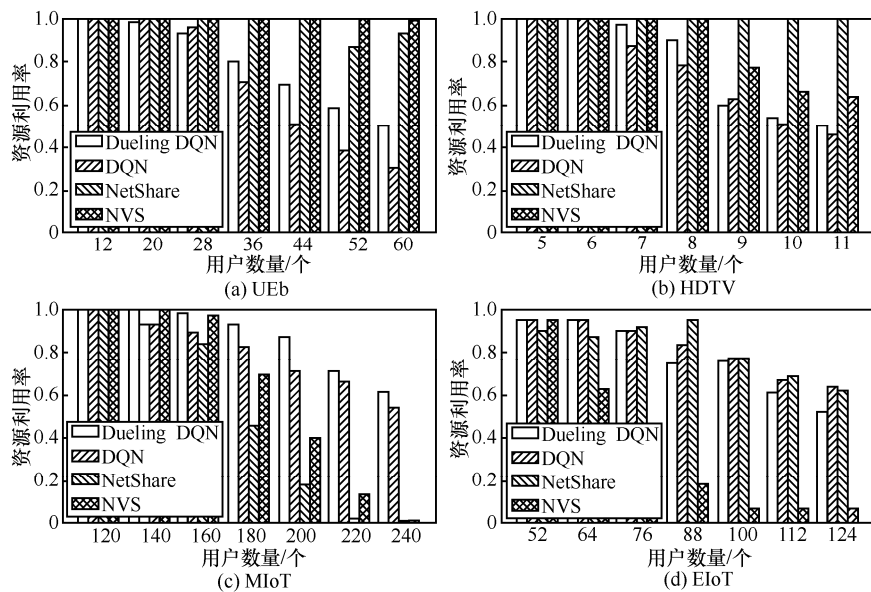 1.0
0.8
0.6
0.4
0.2
0
资源利用率
Dueling DQN
DQN
NetShare
NVS
12 20 28 36 44 52 60
用户数量/个
(a) UEb
1.0
0.8
0.6
0.4
0.2
0
资源利用率
Dueling DQN
DQN
NetShare
NVS
5 6 7 8 9 10 11
用户数量/个
(b) HDTV
1.0
0.8
0.6
0.4
0.2
0
资源利用率
Dueling DQN
DQN
NetShare
NVS
120 140 160 180 200 220 240
用户数量/个
(c) MIoT
1.0
0.8
0.6
0.4
0.2
0
资源利用率
Dueling DQN
DQN
NetShare
NVS
52 64 76 88 100 112 124
用户数量/个
(d) EIoT